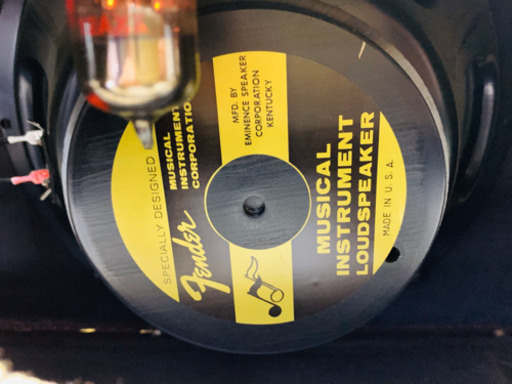 SPECIALLY DESIGNED
Fender
MUSICAL
INSTRUMENT
CORPORATION
MFD. BY
EMINENCE SPEAKER
CORPORATION
KENTUCKY
MUSICAL
INSTRUMENT
LOUDSPEAKER
MADE IN U.S.A.